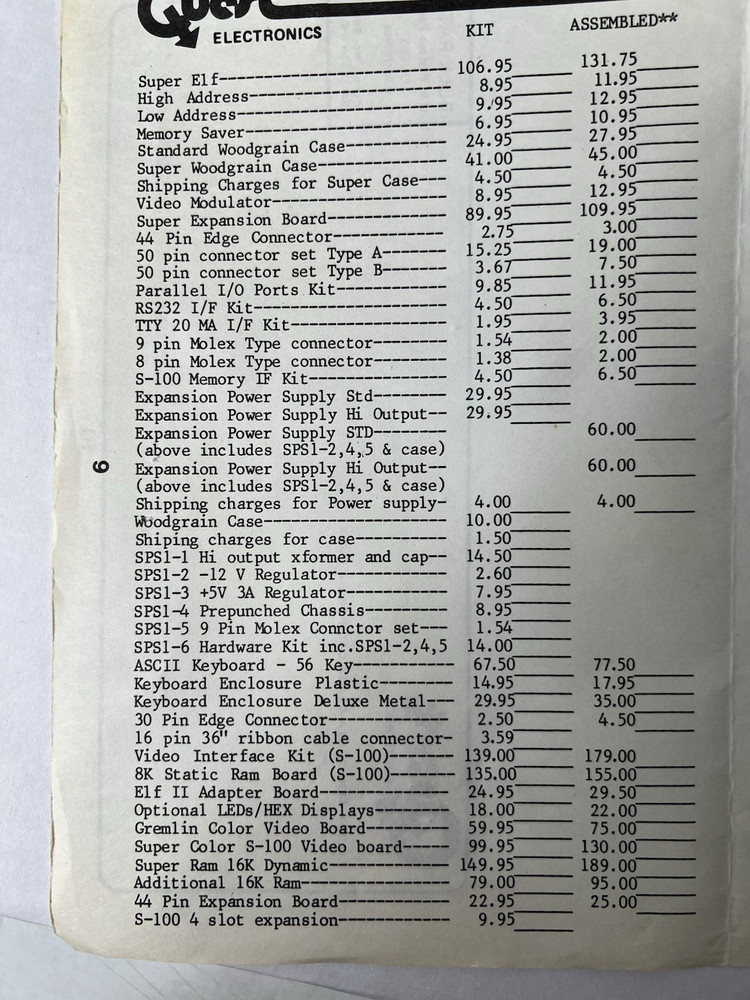 ELECTRONICS KIT ASSEMBLED**
Super Elf------------------------- 106.95 131.75
High Address---------------------- 8.95 11.95
Low Address----------------------- 9.95 12.95
Memory Saver---------------------- 6.95 10.95
Standard Woodgrain Case----------- 24.95 27.95
Super Woodgrain Case-------------- 41.00 45.00
Shipping Charges for Super Case--- 4.50 4.50
Video Modulator------------------- 8.95 12.95
Super Expansion Board------------- 89.95 109.95
44 Pin Edge Connector------------- 2.75 3.00
50 pin connector set Type A------- 15.25 19.00
50 pin connector set Type B------- 3.67 7.50
Parallel I/O Ports Kit------------ 9.85 11.95
RS232 I/F Kit--------------------- 4.50 6.50
TTY 20 MA I/F Kit----------------- 1.95 3.95
9 pin Molex Type connector-------- 1.54 2.00
8 pin Molex Type connector-------- 1.38 2.00
S-100 Memory IF Kit--------------- 4.50 6.50
Expansion Power Supply Std-------- 29.95
Expansion Power Supply Hi Output-- 29.95
Expansion Power Supply STD-------- 60.00
(above includes SPS1-2,4,5 & case)
Expansion Power Supply Hi Output-- 60.00
(above includes SPS1-2,4,5 & case)
Shipping charges for Power supply- 4.00 4.00
Woodgrain Case-------------------- 10.00
Shiping charges for case---------- 1.50
SPS1-1 Hi output xformer and cap-- 14.50
SPS1-2 -12 V Regulator------------ 2.60
SPS1-3 +5V 3A Regulator----------- 7.95
SPS1-4 Prepunched Chassis--------- 8.95
SPS1-5 9 Pin Molex Connctor set--- 1.54
SPS1-6 Hardware Kit inc.SPS1-2,4,5 14.00
ASCII Keyboard - 56 Key----------- 67.50 77.50
Keyboard Enclosure Plastic-------- 14.95 17.95
Keyboard Enclosure Deluxe Metal--- 29.95 35.00
30 Pin Edge Connector------------- 2.50 4.50
16 pin 36" ribbon cable connector- 3.59
Video Interface Kit (S-100)------- 139.00 179.00
8K Static Ram Board (S-100)------- 135.00 155.00
Elf II Adapter Board-------------- 24.95 29.50
Optional LEDs/HEX Displays-------- 18.00 22.00
Gremlin Color Video Board--------- 59.95 75.00
Super Color S-100 Video board----- 99.95 130.00
Super Ram 16K Dynamic------------- 149.95 189.00
Additional 16K Ram---------------- 79.00 95.00
44 Pin Expansion Board------------ 22.95 25.00
S-100 4 slot expansion------------ 9.95